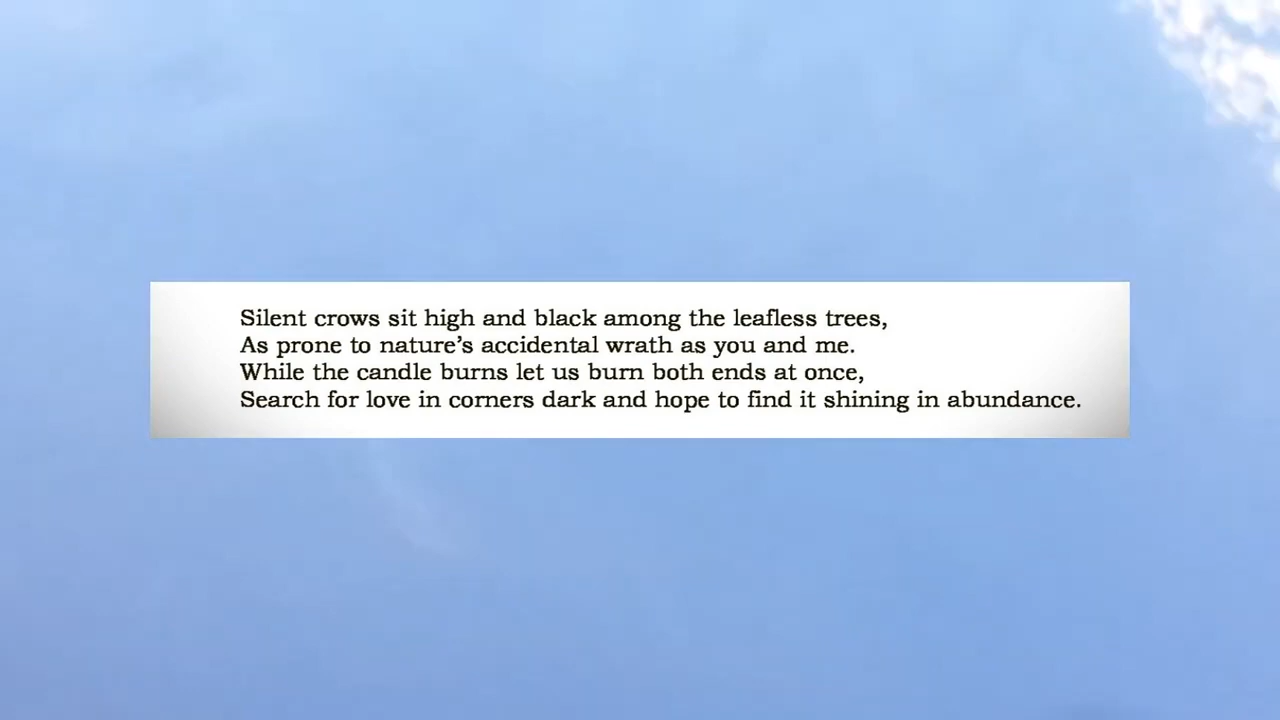 Silent crows sit high and black among the leafless trees,
As prone to nature’s accidental wrath as you and me.
While the candle burns let us burn both ends at once,
Search for love in corners dark and hope to find it shining in abundance.